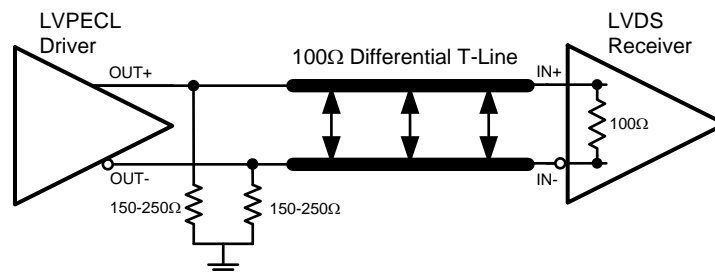 LVPECL
Driver
LVDS
Receiver
100Ω Differential T-Line
OUT+
IN+
100Ω
OUT-
IN-
150-250Ω
150-250Ω